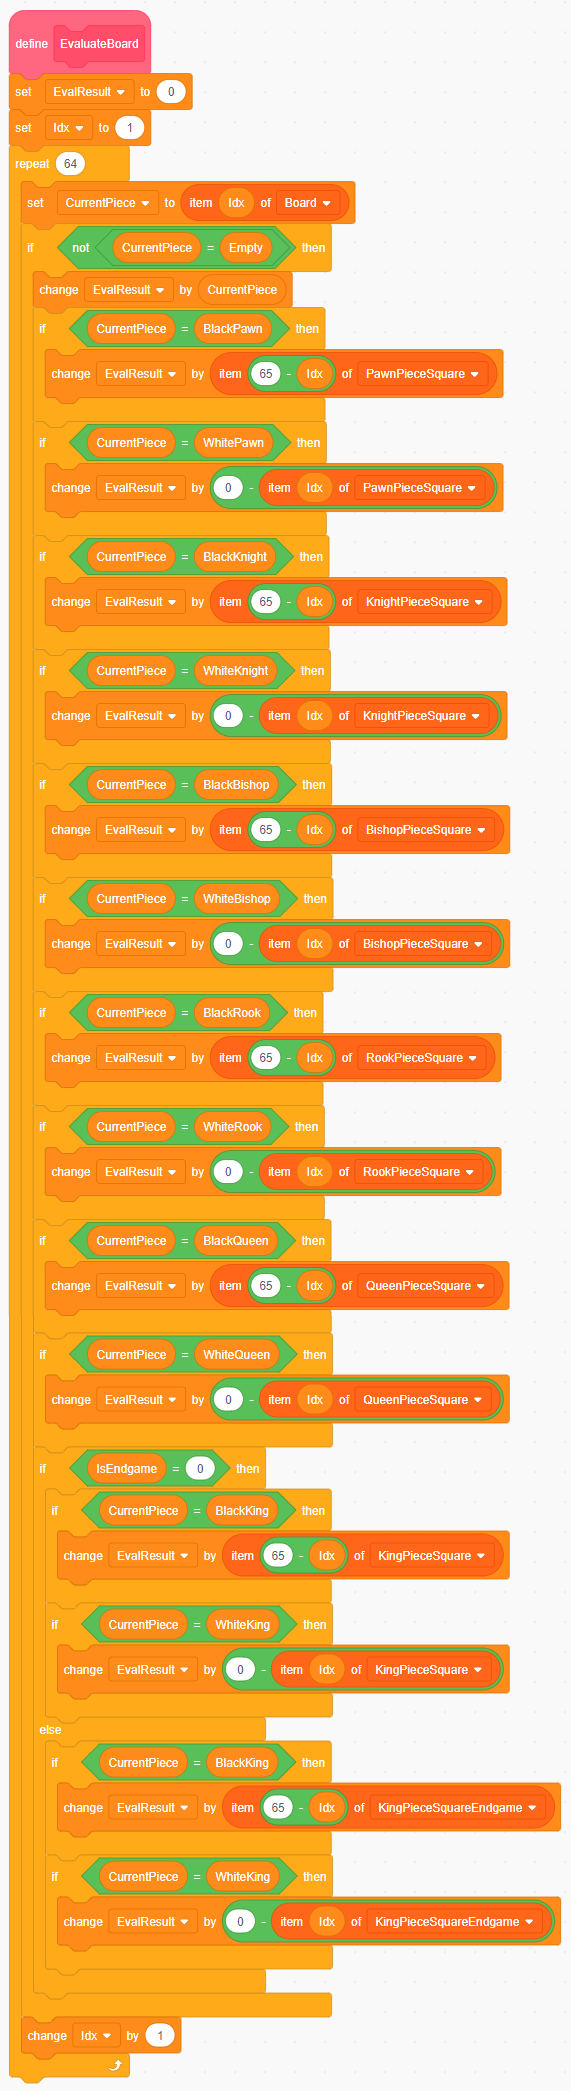 define EvaluateBoard
set EvalResult to 0
set Idx to 1
repeat 64
set CurrentPiece to item Idx of Board
if not CurrentPiece = Empty then
change EvalResult by CurrentPiece
if CurrentPiece = BlackPawn then
change EvalResult by item 65 - Idx of PawnPieceSquare
if CurrentPiece = WhitePawn then
change EvalResult by 0 - item Idx of PawnPieceSquare
if CurrentPiece = BlackKnight then
change EvalResult by item 65 - Idx of KnightPieceSquare
if CurrentPiece = WhiteKnight then
change EvalResult by 0 - item Idx of KnightPieceSquare
if CurrentPiece = BlackBishop then
change EvalResult by item 65 - Idx of BishopPieceSquare
if CurrentPiece = WhiteBishop then
change EvalResult by 0 - item Idx of BishopPieceSquare
if CurrentPiece = BlackRook then
change EvalResult by item 65 - Idx of RookPieceSquare
if CurrentPiece = WhiteRook then
change EvalResult by 0 - item Idx of RookPieceSquare
if CurrentPiece = BlackQueen then
change EvalResult by item 65 - Idx of QueenPieceSquare
if CurrentPiece = WhiteQueen then
change EvalResult by 0 - item Idx of QueenPieceSquare
if IsEndgame = 0 then
if CurrentPiece = BlackKing then
change EvalResult by item 65 - Idx of KingPieceSquare
if CurrentPiece = WhiteKing then
change EvalResult by 0 - item Idx of KingPieceSquare
else
if CurrentPiece = BlackKing then
change EvalResult by item 65 - Idx of KingPieceSquareEndgame
if CurrentPiece = WhiteKing then
change EvalResult by 0 - item Idx of KingPieceSquareEndgame
change Idx by 1